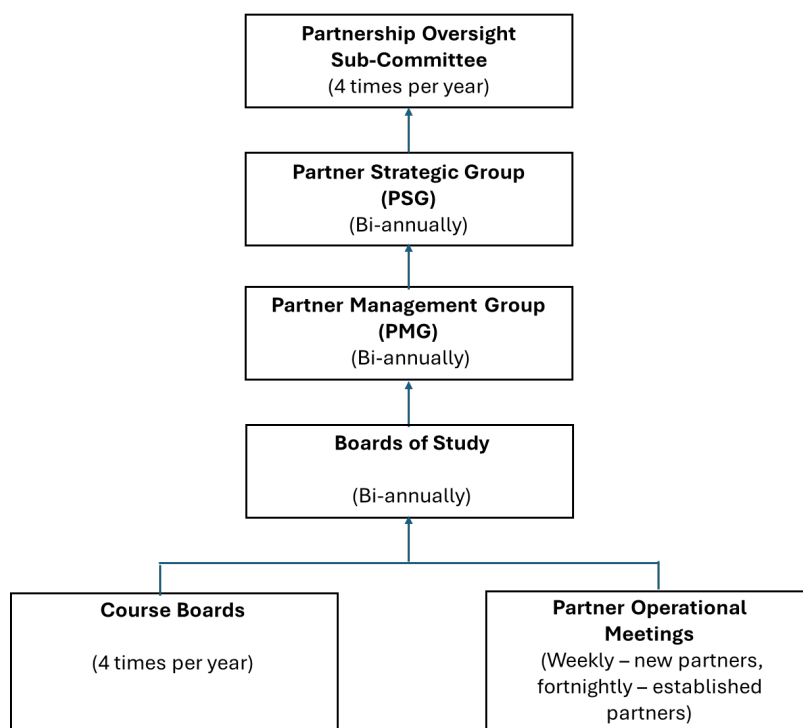 Partnership Oversight
Sub-Committee
(4 times per year)
Partner Strategic Group
(PSG)
(Bi-annually)
Partner Management Group
(PMG)
(Bi-annually)
Boards of Study
(Bi-annually)
Course Boards
(4 times per year)
Partner Operational
Meetings
(Weekly – new partners,
fortnightly – established
partners)